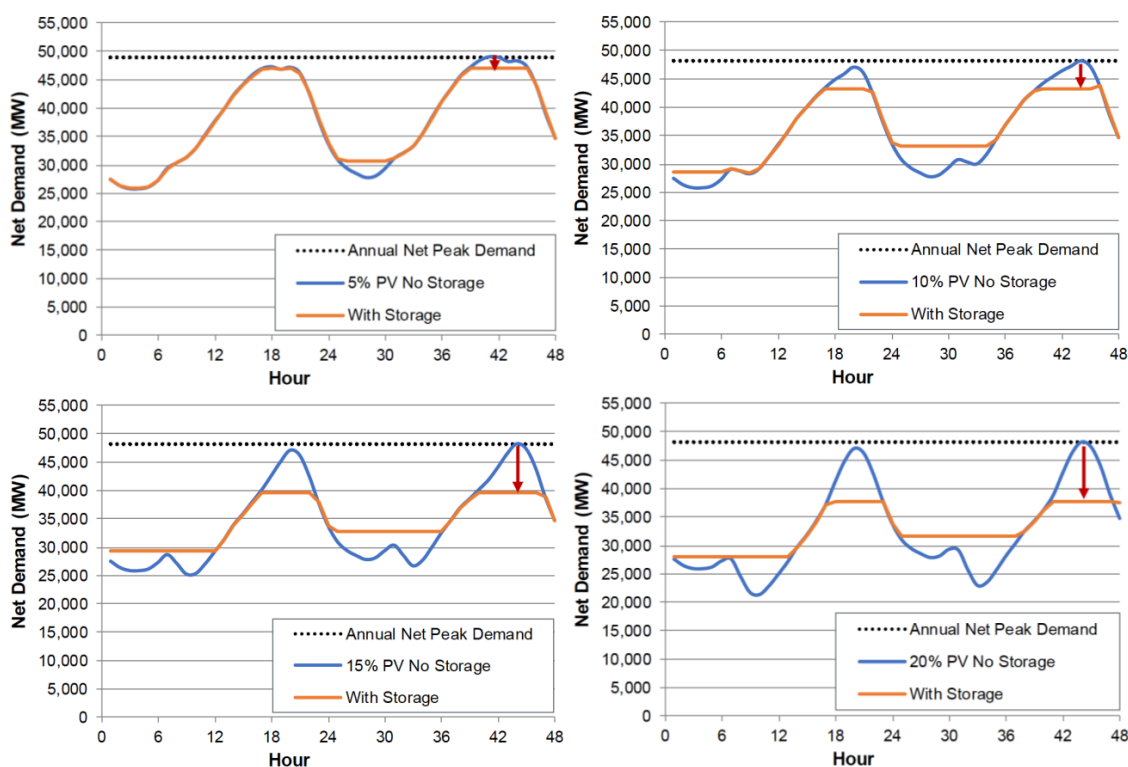 55,000
50,000
45,000
40,000
35,000
30,000
25,000
20,000
15,000
10,000
5,000
0
Net Demand (MW)
Annual Net Peak Demand
5% PV No Storage
With Storage
0 6 12 18 24 30 36 42 48
Hour
55,000
50,000
45,000
40,000
35,000
30,000
25,000
20,000
15,000
10,000
5,000
0
Net Demand (MW)
Annual Net Peak Demand
10% PV No Storage
With Storage
0 6 12 18 24 30 36 42 48
Hour
55,000
50,000
45,000
40,000
35,000
30,000
25,000
20,000
15,000
10,000
5,000
0
Net Demand (MW)
Annual Net Peak Demand
15% PV No Storage
With Storage
0 6 12 18 24 30 36 42 48
Hour
55,000
50,000
45,000
40,000
35,000
30,000
25,000
20,000
15,000
10,000
5,000
0
Net Demand (MW)
Annual Net Peak Demand
20% PV No Storage
With Storage
0 6 12 18 24 30 36 42 48
Hour